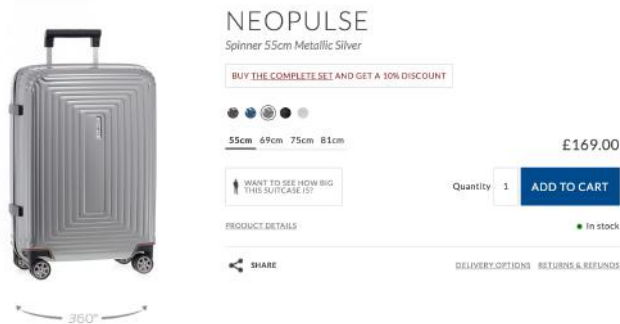 NEOPULSE
Spinner 55cm Metallic Silver
BUY THE COMPLETE SET AND GET A 10% DISCOUNT
55cm 69cm 75cm 81cm
£169.00
WANT TO SEE HOW BIG
THIS SUITCASE IS?
Quantity 1 ADD TO CART
PRODUCT DETAILS
In stock
SHARE
DELIVERY OPTIONS RETURNS & REFUNDS
360°